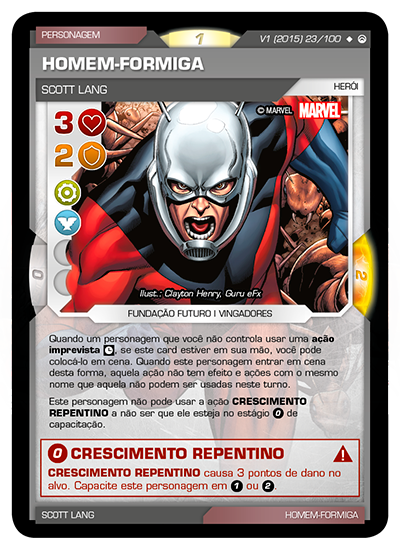 PERSONAGEM
1
V1 (2015) 23/100
HOMEM-FORMIGA
SCOTT LANG
HERÓI
© MARVEL MARVEL
3
2
0
2
Ilust.: Clayton Henry, Guru eFx
FUNDAÇÃO FUTURO I VINGADORES
Quando um personagem que você não controla usar uma ação
imprevista, se este card estiver em sua mão, você pode
colocá-lo em cena. Quando este personagem entrar em cena
desta forma, aquela ação não tem efeito e ações com o mesmo
nome que aquela não podem ser usadas neste turno.
Este personagem não pode usar a ação CRESCIMENTO
REPENTINO a não ser que ele esteja no estágio 0 de
capacitação.
0 CRESCIMENTO REPENTINO
CRESCIMENTO REPENTINO causa 3 pontos de dano no
alvo. Capacite este personagem em 1 ou 2.
SCOTT LANG
HOMEM-FORMIGA